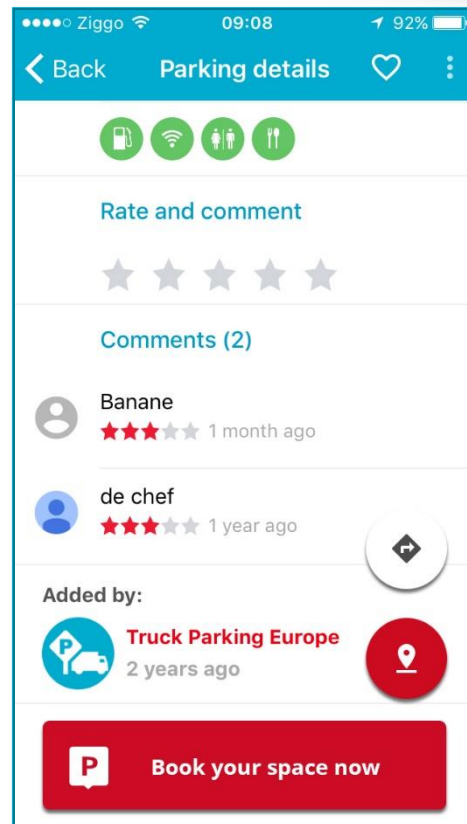 Ziggo 09:08 92%
Back Parking details
Rate and comment
Comments (2)
Banane
1 month ago
de chef
1 year ago
Added by:
P Truck Parking Europe
2 years ago
P Book your space now